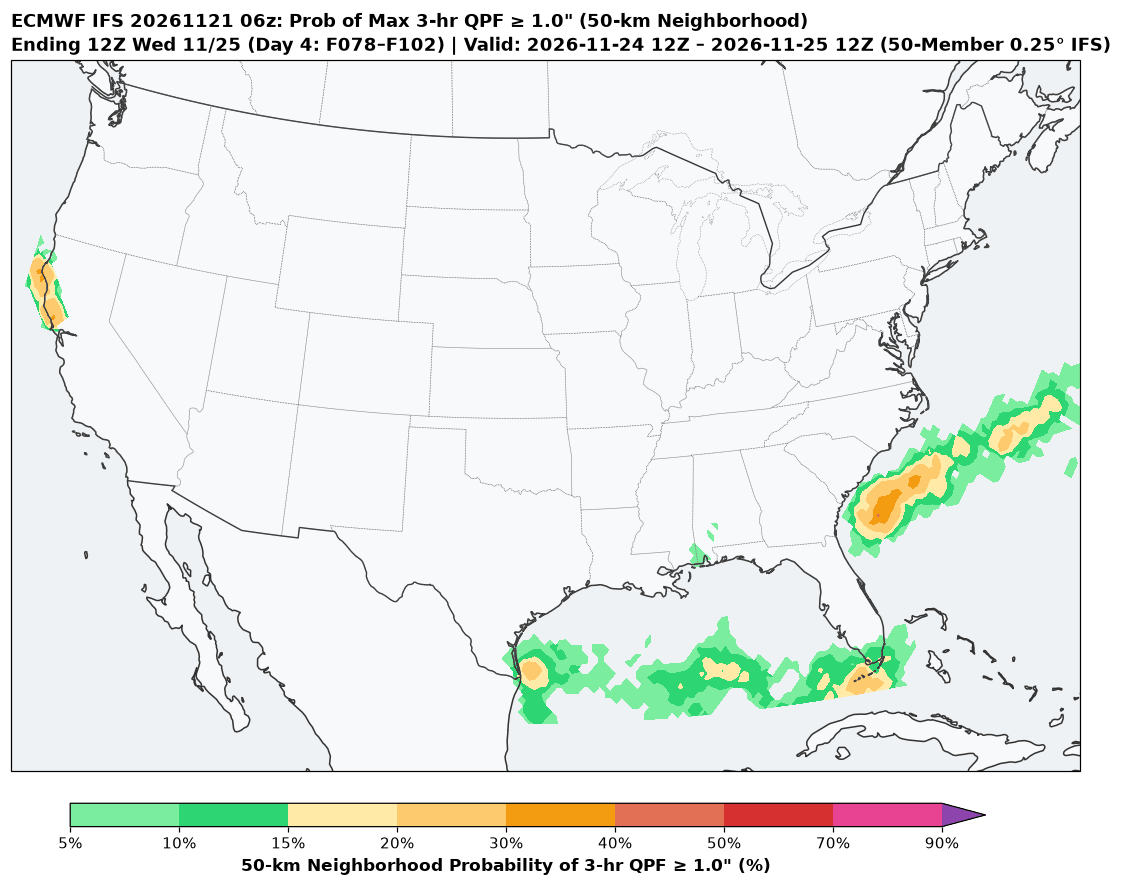 ECMWF IFS 20261121 06z: Prob of Max 3-hr QPF ≥ 1.0" (50-km Neighborhood)
Ending 12Z Wed 11/25 (Day 4: F078–F102) | Valid: 2026-11-24 12Z – 2026-11-25 12Z (50-Member 0.25° IFS)
5% 10% 15% 20% 30% 40% 50% 70% 90%
50-km Neighborhood Probability of 3-hr QPF ≥ 1.0" (%)